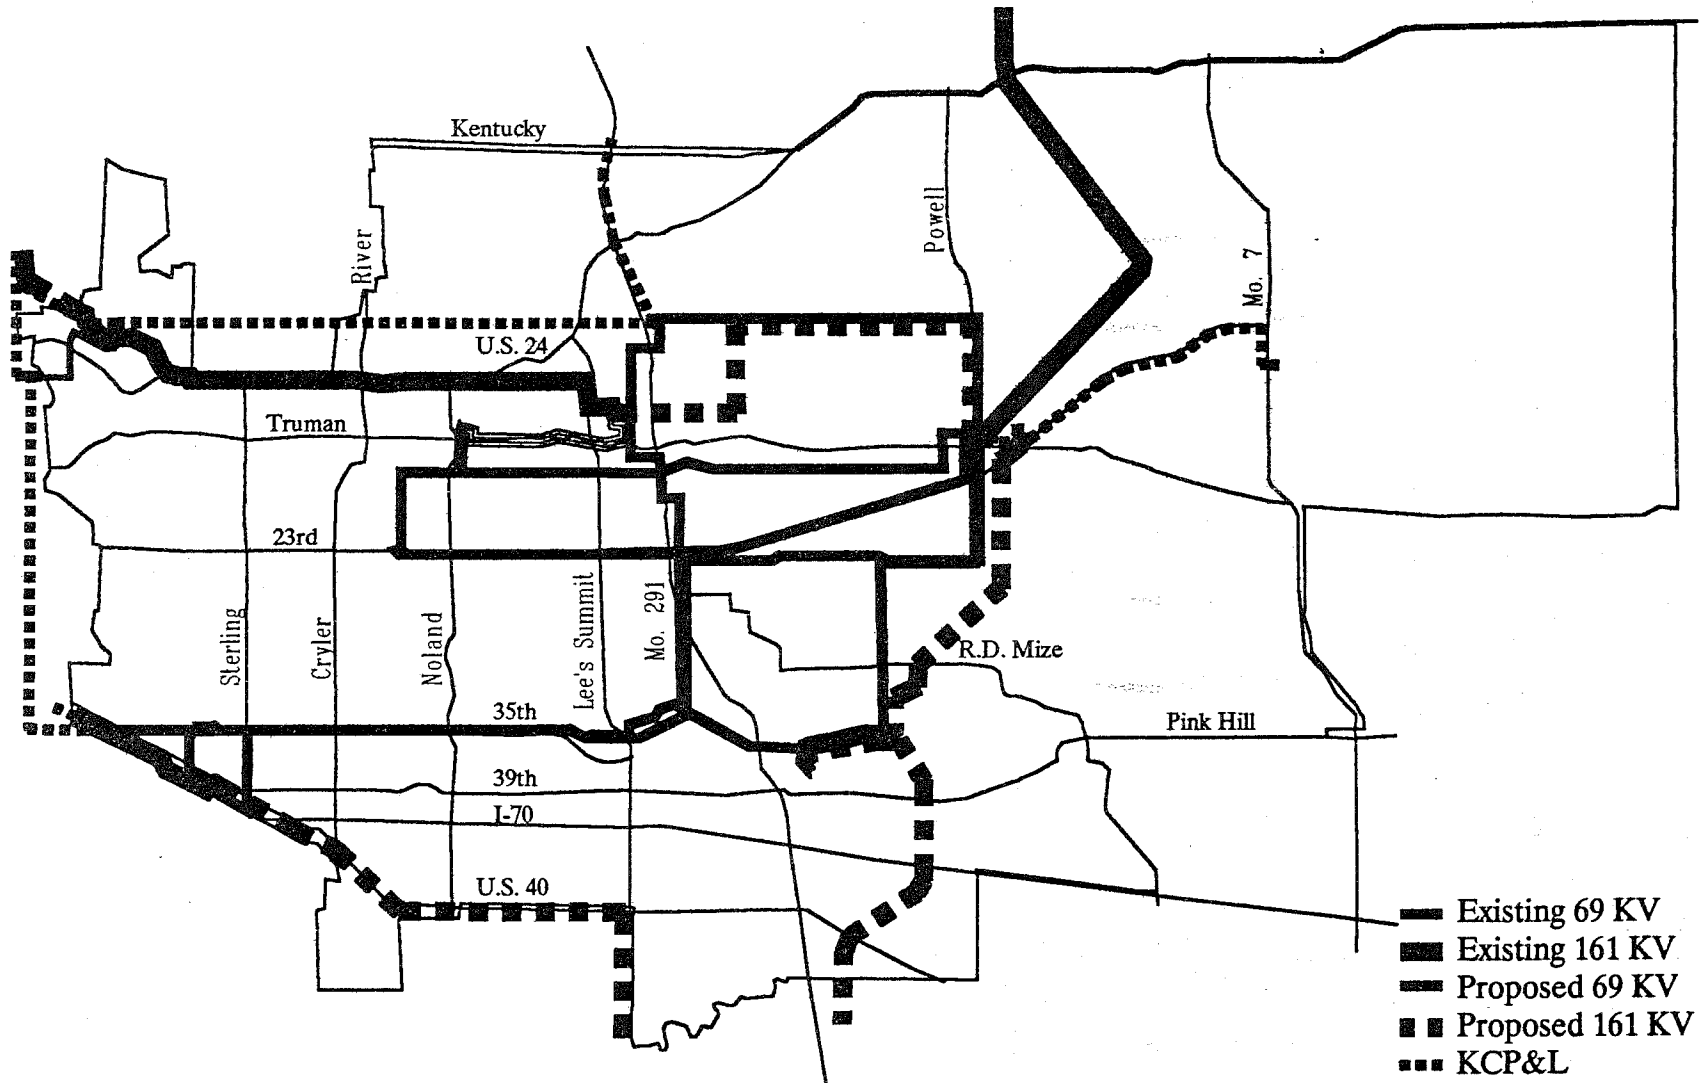 Kentucky
River
Powell
Mo. 7
U.S. 24
Truman
23rd
Sterling
Cryler
Noland
Lee's Summit
Mo. 291
R.D. Mize
35th
Pink Hill
39th
I-70
U.S. 40
Existing 69 KV
Existing 161 KV
Proposed 69 KV
Proposed 161 KV
KCP&L